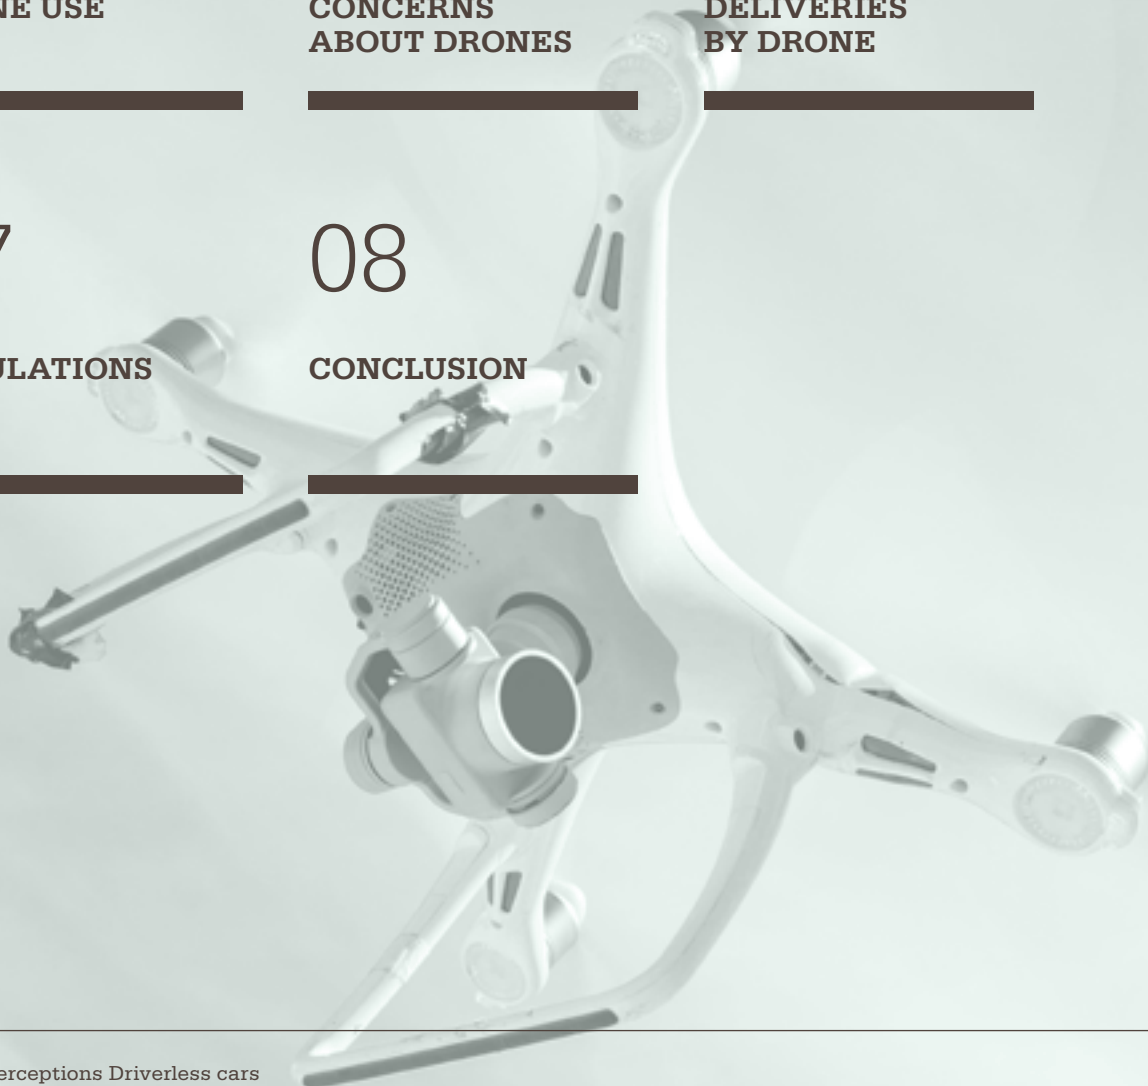 NE USE
CONCERNS
ABOUT DRONES
DELIVERIES
BY DRONE
7
08
ULATIONS
CONCLUSION
erceptions Driverless cars